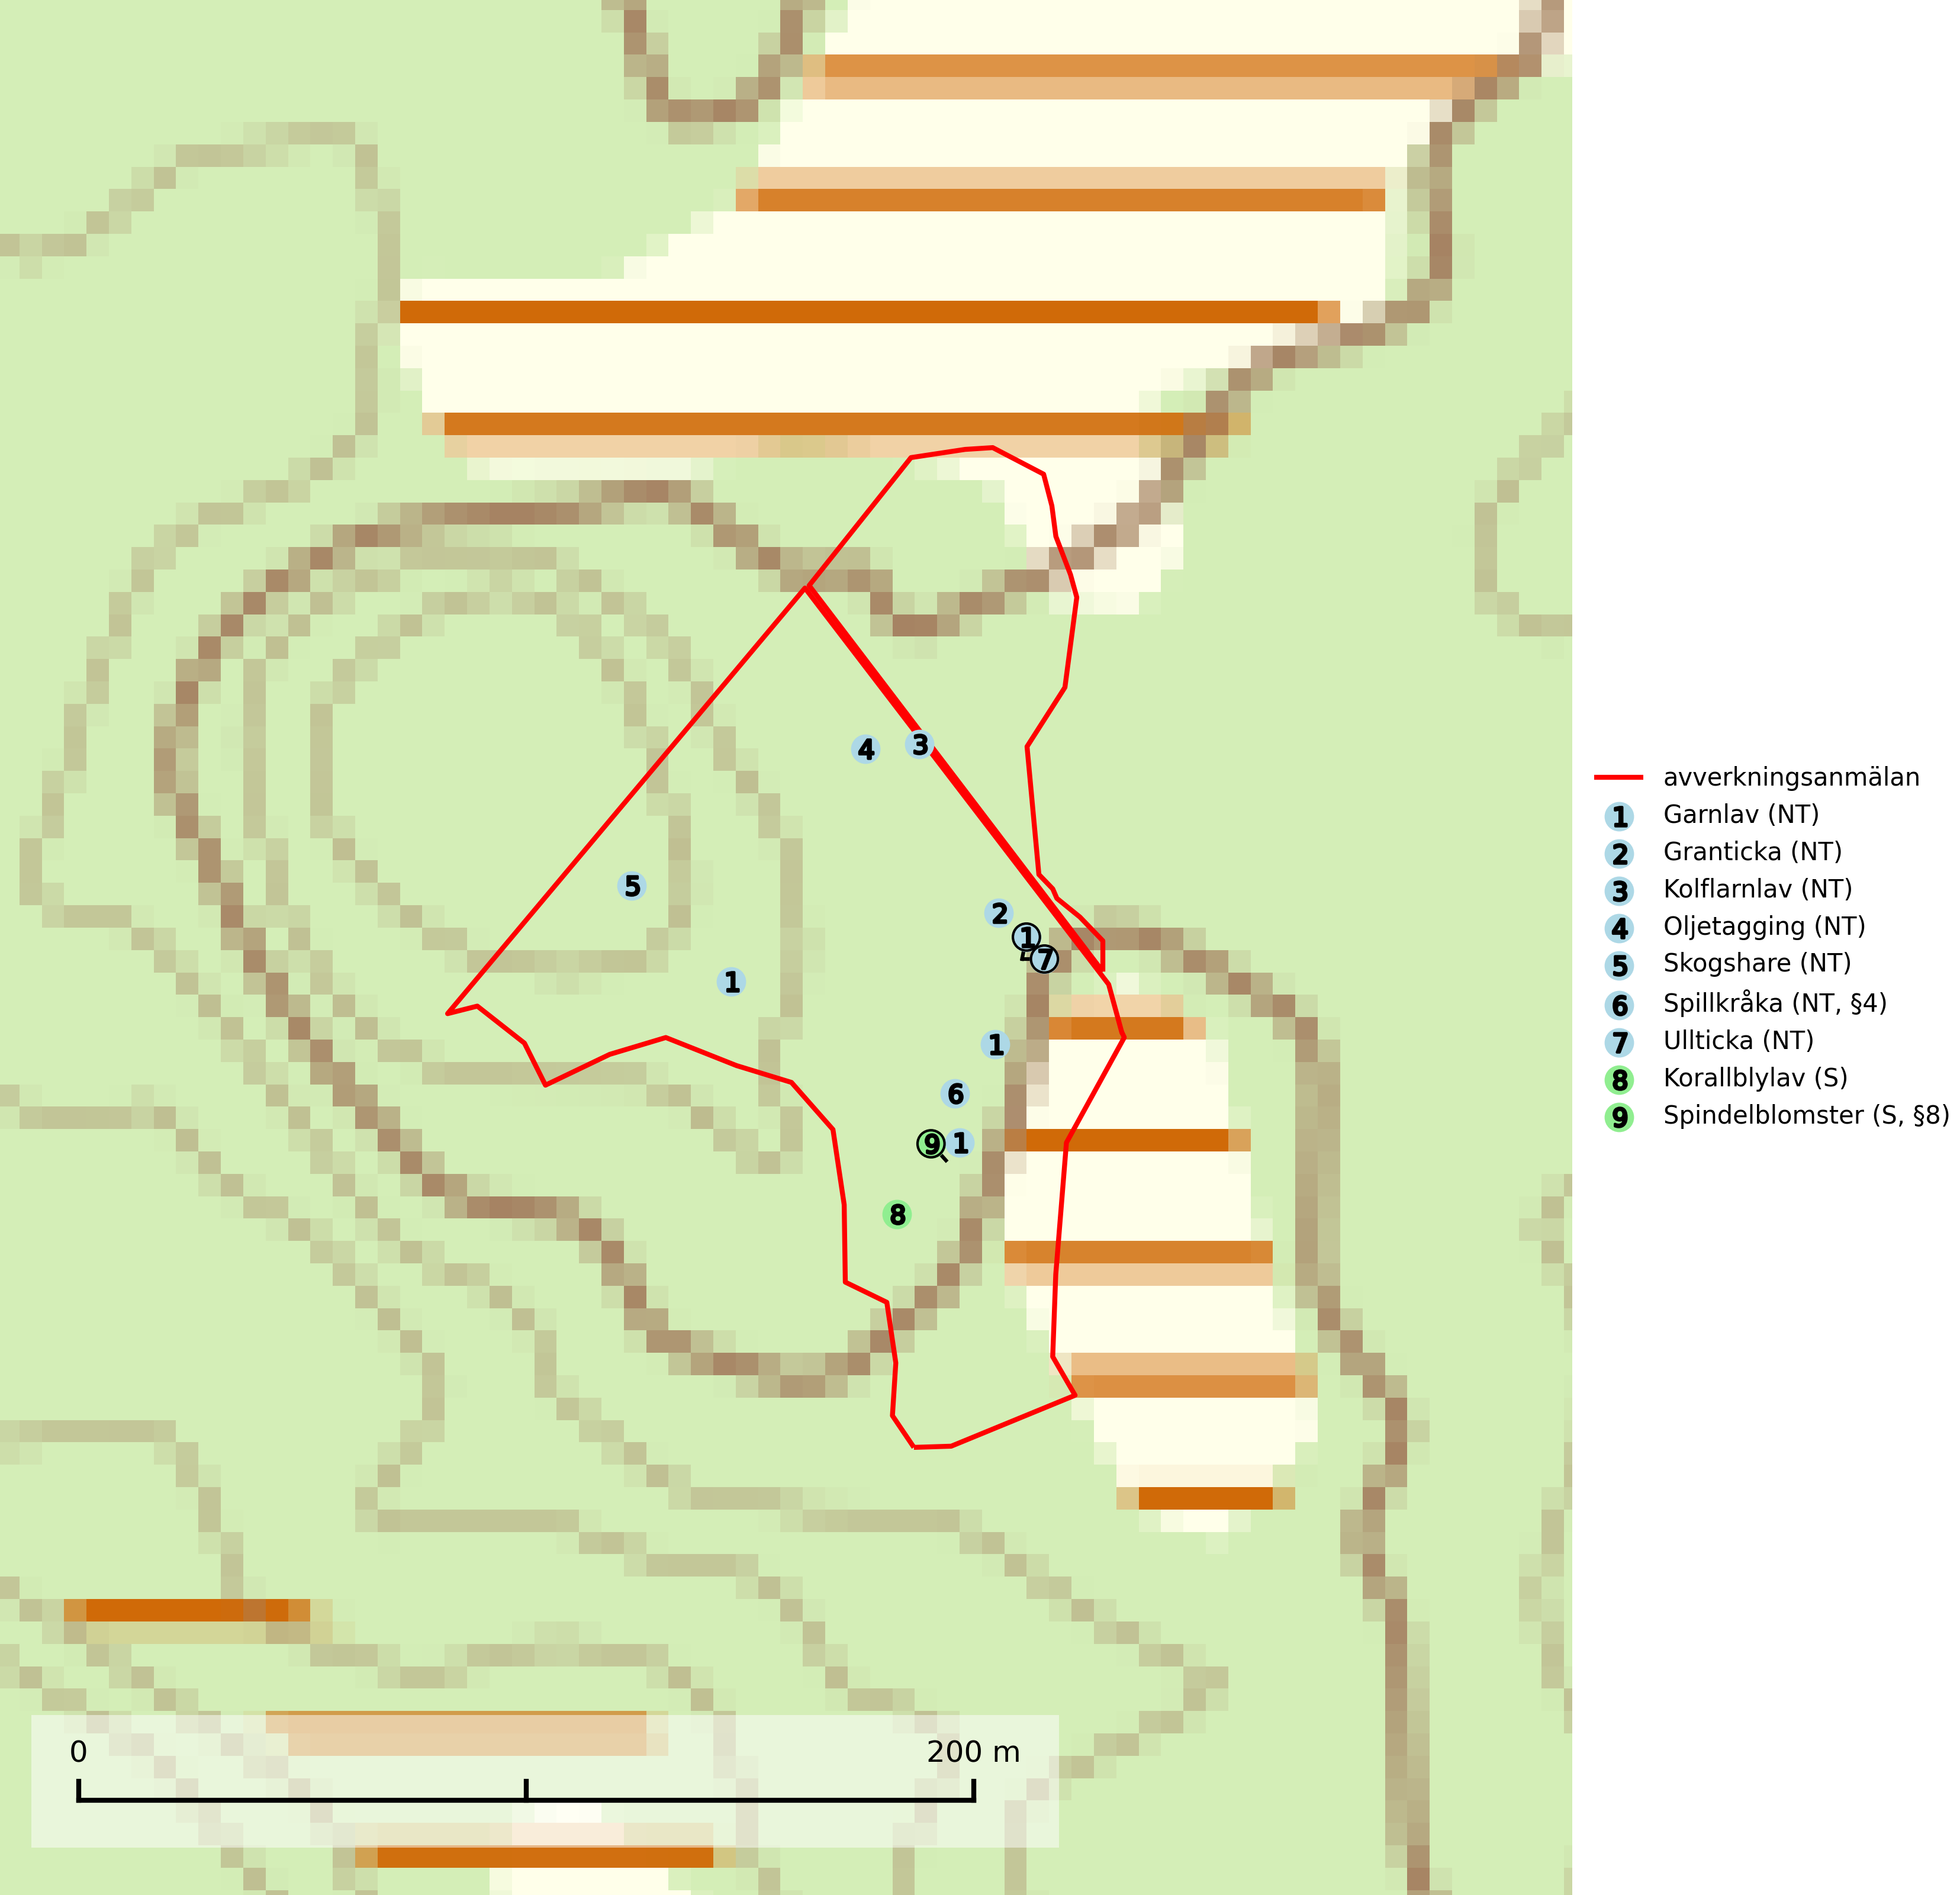 4
3
5
2
1
7
1
1
6
9 1
8
avverkningsanmälan
1 Garnlav (NT)
2 Granticka (NT)
3 Kolflarnlav (NT)
4 Oljetagging (NT)
5 Skogshare (NT)
6 Spillkråka (NT, §4)
7 Ullticka (NT)
8 Korallblylav (S)
9 Spindelblomster (S, §8)
0 200 m